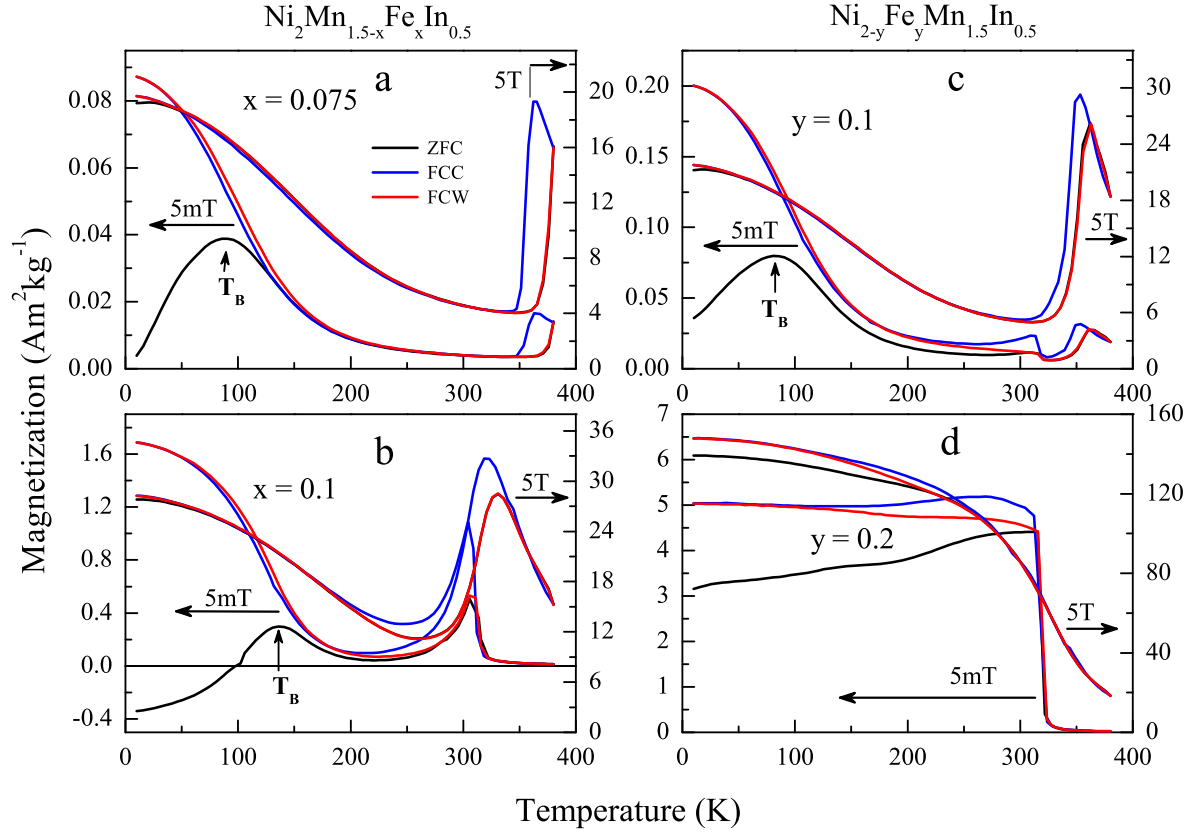 Ni2Mn1.5-xFexIn0.5
Ni2-yFeyMn1.5In0.5
a
x = 0.075
5T
ZFC
FCC
FCW
5mT
TB
0.08
0.06
0.04
0.02
0.00
20
16
12
8
4
0
0 100 200 300 400
c
y = 0.1
5T
5mT
TB
0.20
0.15
0.10
0.05
0.00
30
24
18
12
6
0
0 100 200 300 400
b
x = 0.1
5T
5mT
TB
1.6
1.2
0.8
0.4
0.0
-0.4
36
30
24
18
12
6
0
0 100 200 300 400
d
y = 0.2
5T
5mT
7
6
5
4
3
2
1
0
160
120
80
40
0
0 100 200 300 400
Magnetization (Am2kg-1)
Temperature (K)